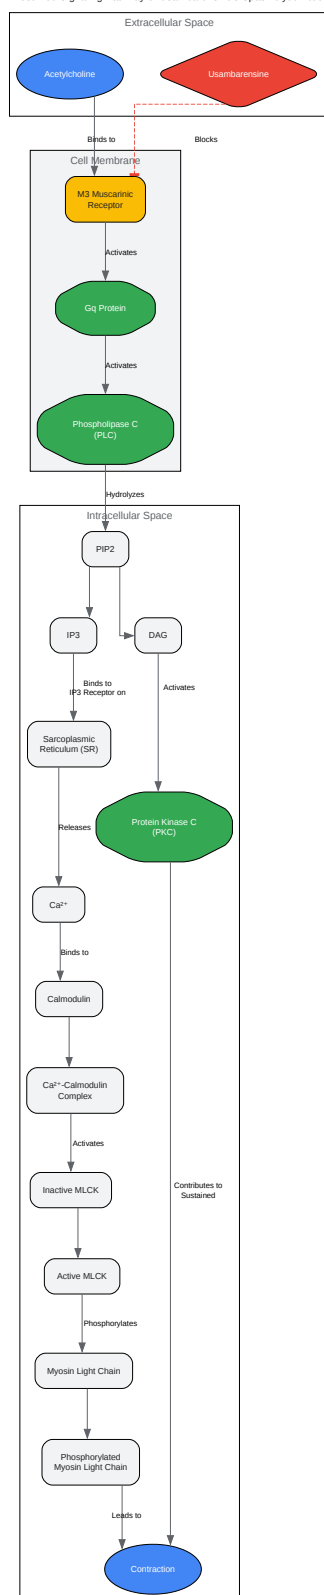 Extracellular Space
Acetylcholine
Usambarensine
Binds to
Blocks
Cell Membrane
M3 Muscarinic
Receptor
Activates
Gq Protein
Activates
Phospholipase C
(PLC)
Hydrolyzes
Intracellular Space
PIP2
IP3
DAG
Binds to
IP3 Receptor on
Activates
Sarcoplasmic
Reticulum (SR)
Protein Kinase C
(PKC)
Releases
Ca²⁺
Binds to
Calmodulin
Ca²⁺-Calmodulin
Complex
Activates
Inactive MLCK
Contributes to
Sustained
Active MLCK
Phosphorylates
Myosin Light Chain
Phosphorylated
Myosin Light Chain
Leads to
Contraction